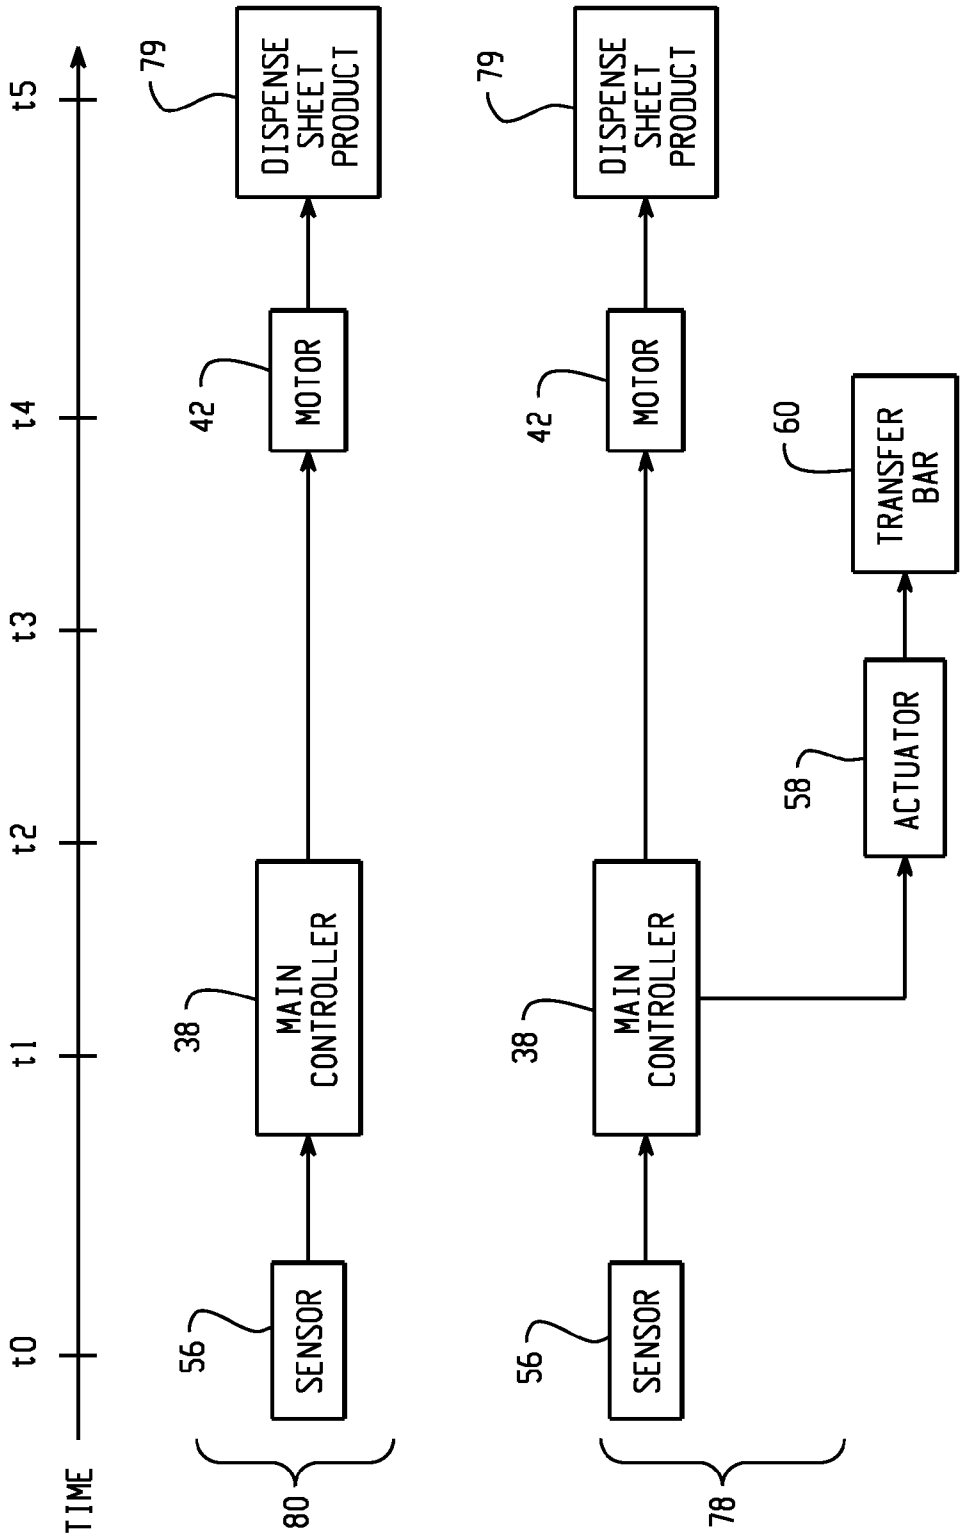 TIME
t0
t1
t2
t3
t4
t5
80
56
SENSOR
38
MAIN
CONTROLLER
42
MOTOR
79
DISPENSE
SHEET
PRODUCT
78
56
SENSOR
38
MAIN
CONTROLLER
42
MOTOR
79
DISPENSE
SHEET
PRODUCT
58
ACTUATOR
60
TRANSFER
BAR